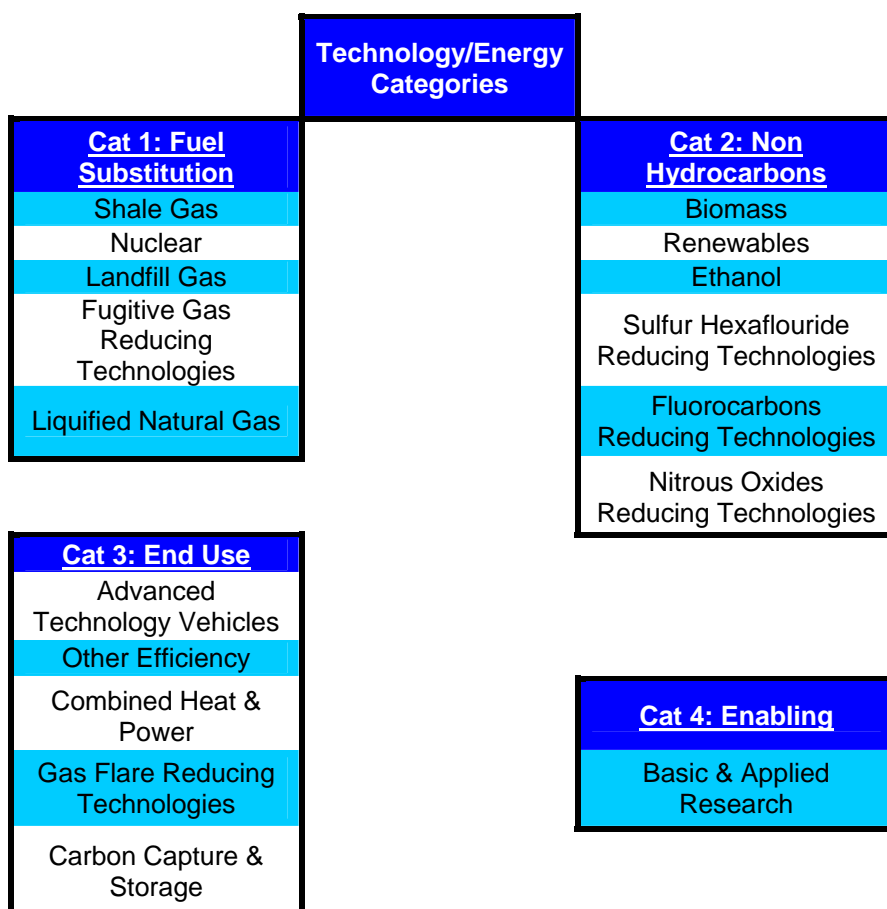 Technology/Energy
Categories
Cat 1: Fuel
Substitution
Shale Gas
Nuclear
Landfill Gas
Fugitive Gas
Reducing
Technologies
Liquified Natural Gas
Cat 2: Non
Hydrocarbons
Biomass
Renewables
Ethanol
Sulfur Hexaflouride
Reducing Technologies
Fluorocarbons
Reducing Technologies
Nitrous Oxides
Reducing Technologies
Cat 3: End Use
Advanced
Technology Vehicles
Other Efficiency
Combined Heat &
Power
Gas Flare Reducing
Technologies
Carbon Capture &
Storage
Cat 4: Enabling
Basic & Applied
Research